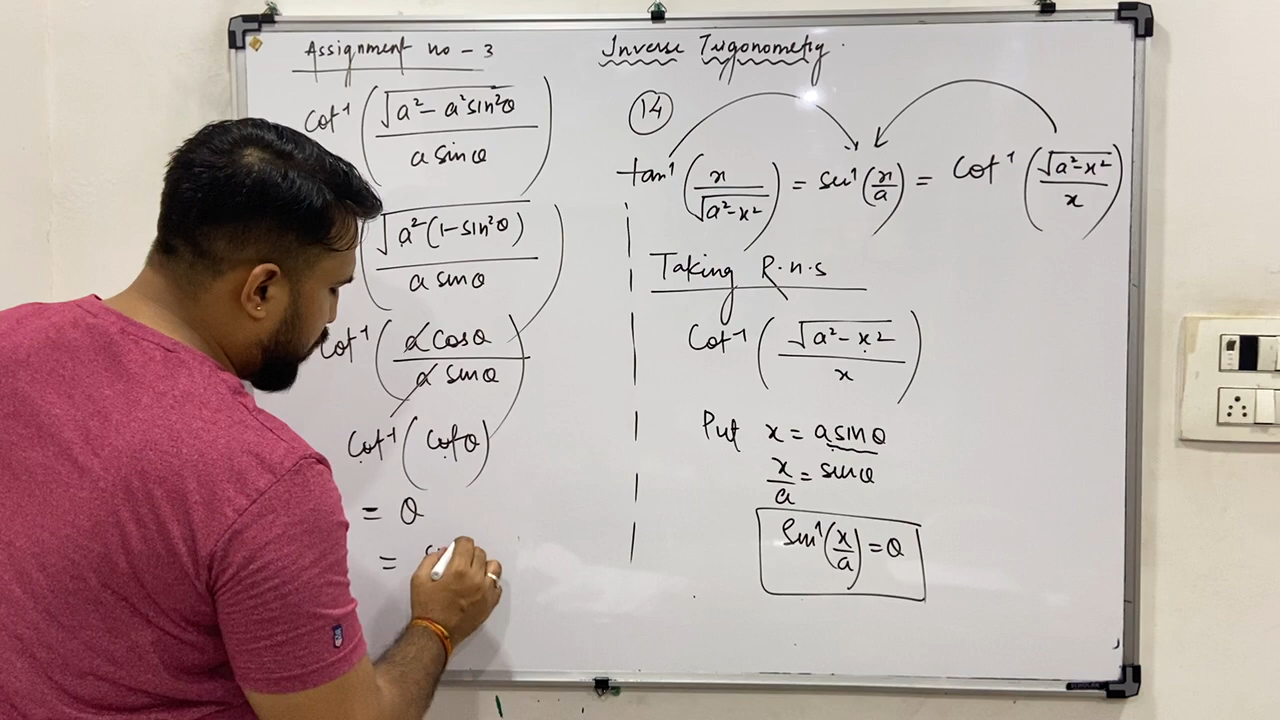 Assignment no - 3
Cot⁻¹ (√(a² - a²sin²θ) / a sinθ)
√(a²(1-sin²θ)) / a sinθ
Cot⁻¹ (a Cosθ / a sinθ)
Cot⁻¹ (Cotθ)
= θ
=
Inverse Trigonometry.
14
tan⁻¹ (x / √(a²-x²)) = sin⁻¹ (x/a) = Cot⁻¹ (√(a²-x²) / x)
Taking R.H.S
Cot⁻¹ (√(a²-x²) / x)
Put x = asinθ
x/a = sinθ
Sin⁻¹ (x/a) = θ